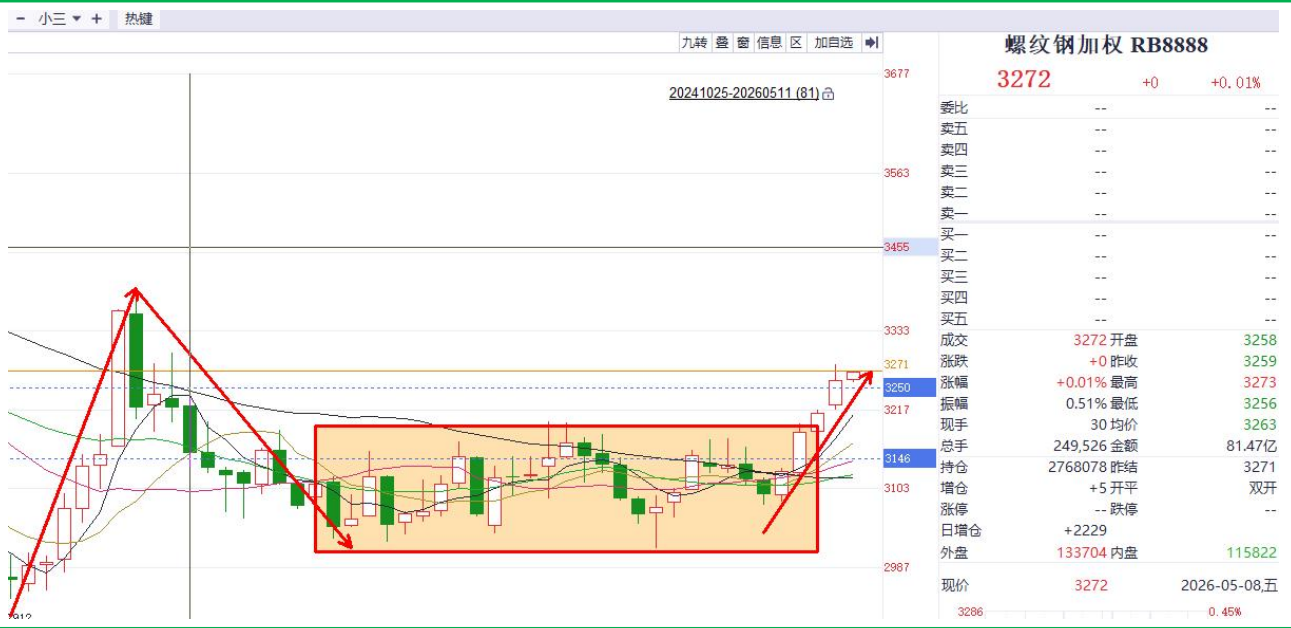 − 小三 ▾ + 热键
九转 叠 窗 信息 区 加自选
螺纹钢加权 RB8888
3272 +0 +0.01%
20241025-20260511 (81)
3677
3563
3455
3333
3271
3250
3217
3146
3103
2987
委比 -- --
卖五 -- --
卖四 -- --
卖三 -- --
卖二 -- --
卖一 -- --
买一 -- --
买二 -- --
买三 -- --
买四 -- --
买五 -- --
成交 3272 开盘 3258
涨跌 +0 昨收 3259
涨幅 +0.01% 最高 3273
振幅 0.51% 最低 3256
现手 30 均价 3263
总手 249,526 金额 81.47亿
持仓 2768078 昨结 3271
增仓 +5 开平 双开
涨停 -- 跌停 --
日增仓 +2229
外盘 133704 内盘 115822
现价 3272 2026-05-08,五
3286 0.45%